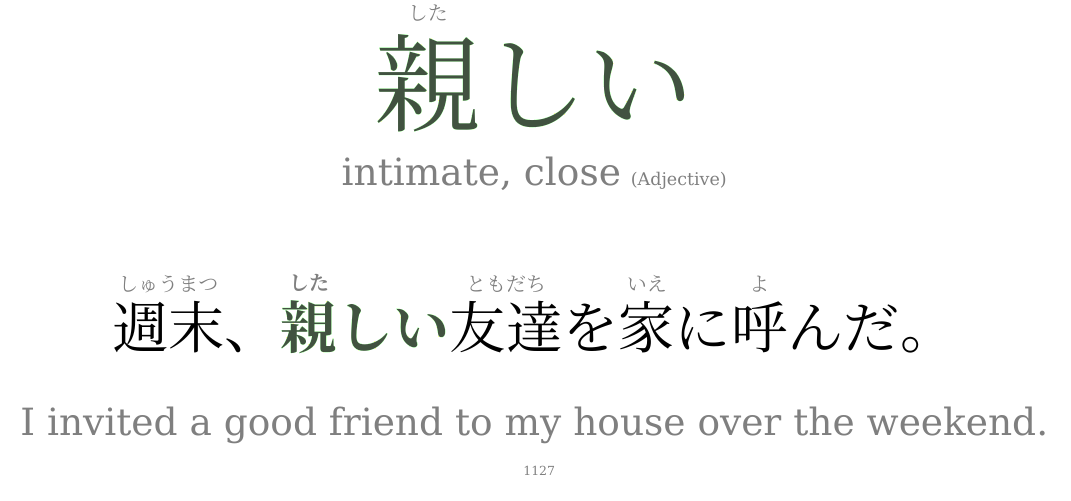 した
親しい
intimate, close (Adjective)
しゅうまつ した ともだち いえ よ
週末、親しい友達を家に呼んだ。
I invited a good friend to my house over the weekend.
1127